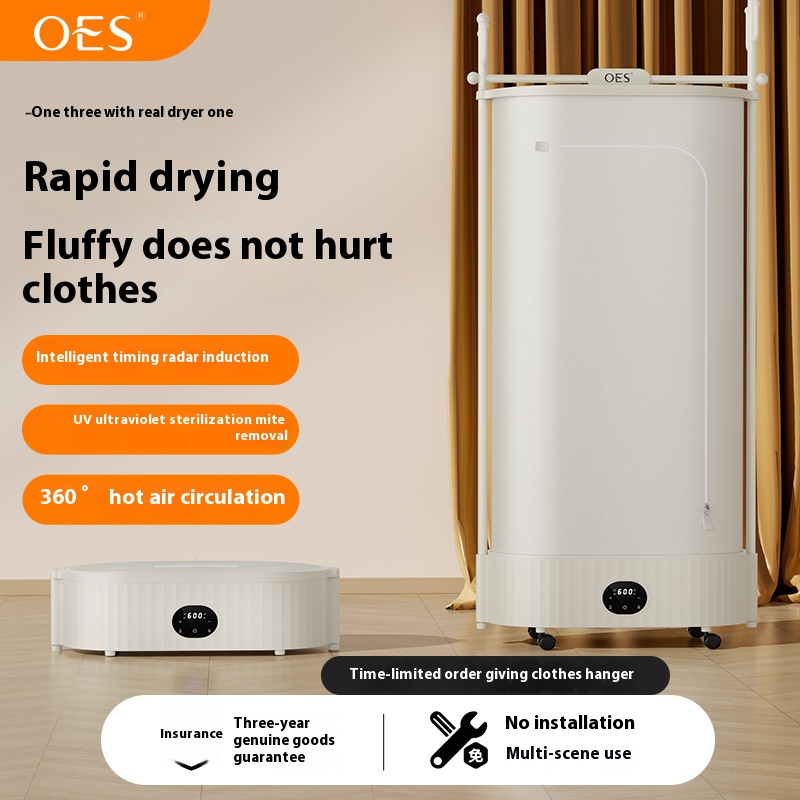 OES®
OES
–One three with real dryer one
Rapid drying
Fluffy does not hurt
clothes
Intelligent timing radar induction
UV ultraviolet sterilization mite
removal
360° hot air circulation
600
600
Time-limited order giving clothes hanger
Insurance
Three-year
genuine goods
guarantee
No installation
免
Multi-scene use